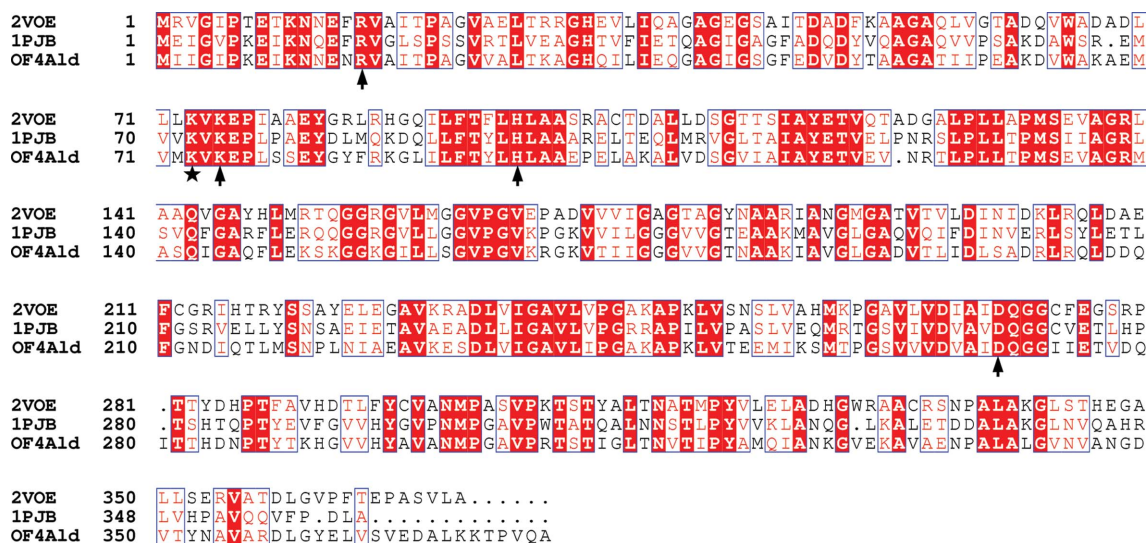 2VOE 1 MRVGIPTETKNNEFRVAITPAGVAELTRRGHEVLIQAGAGEGSAITDADFKAAGAQLVGTADQVWADADL
1PJB 1 MEIGVPKEIKNQEFRVGLSPSSVRTLVEAGHTVFIETQAGIGAGFADQDYVQAGAQVVPSAKDAWSR.EM
OF4Ald 1 MIIGIPKEIKNNENRVAITPAGVVALTKAGHQILIEQGAGIGSGFEDVDYTAAGATIIPEAKDVWAKAEM
2VOE 71 LLKVKEPIAAEYGRLRHGQILFTFLHLAASRACTDALLDSGTTSIAYETVQTADGALPLLAPMSEVAGRL
1PJB 70 VVKVKEPLPAEYDLMQKDQLLFTYLHLAAARELTEQLMRVGLTAIAYETVELPNRSLPLLTPMSIIAGRL
OF4Ald 71 VMKVKEPLSSEYGYFRKGLILFTYLHLAAEPELAKALVDSGVIAIAYETVEV.NRTLPLLTPMSEVAGRM
2VOE 141 AAQVGAYHLMRTQGGRGVLMGGVPGVEPADVVVIGAGTAGYNAARIANGMGATVTVLDINIDKLRQLDAE
1PJB 140 SVQFGARFLERQQGGRGVLLGGVPGVKPGKVVILGGGVVGTEAAKMAVGLGAQVQIFDINVERLSYLETL
OF4Ald 140 ASQIGAQFLEKSKGGKGILLSGVPGVKRGKVTIIGGGVVGTNAAKIAVGLGADVTLIDLSADRLRQLDDQ
2VOE 211 FCGRIHTRYSSAYELEGAVKRADLVIGAVLVPGAKAPKLVSNSLVAHMKPGAVLVDIAIDQGGCFEGSRP
1PJB 210 FGSRVELLYSNSAEIETAVAEADLLIGAVLVPGRRAPILVPASLVEQMRTGSVIVDVAVDQGGCVETLHP
OF4Ald 210 FGNDIQTLMSNPLNIAEAVKESDLVIGAVLIPGAKAPKLVTEEMIKSMTPGSVVVDVAIDQGGIIETVDQ
2VOE 281 .TTYDHPTFAVHDTLFYCVANMPASVPKTSTYALTNATMPYVLELADHGWRAACRSNPALAKGLSTHEGA
1PJB 280 .TSHTQPTYEVFGVVHYGVPNMPGAVPWTATQALNNSTLPYVVKLANQG.LKALETDDALAKGLNVQAHR
OF4Ald 280 ITTHDNPTYTKHGVVHYAVANMPGAVPRTSTIGLTNVTIPYAMQIANKGVEKAVAENPALALGVNVANGD
2VOE 350 LLSERVATDLGVPFTEPASVLA......
1PJB 348 LVHPAVQQVFP.DLA.............
OF4Ald 350 VTYNAVARDLGYELVSVEDALKKTPVQA